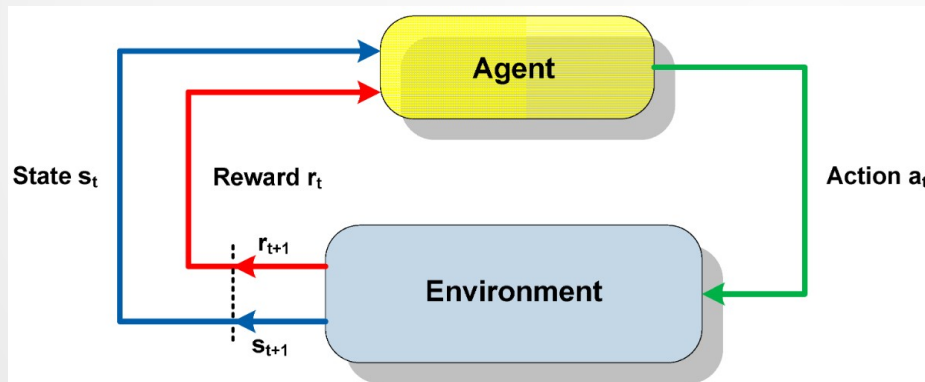 Agent
State sₜ
Reward rₜ
Action aₜ
rₜ₊₁
Environment
sₜ₊₁